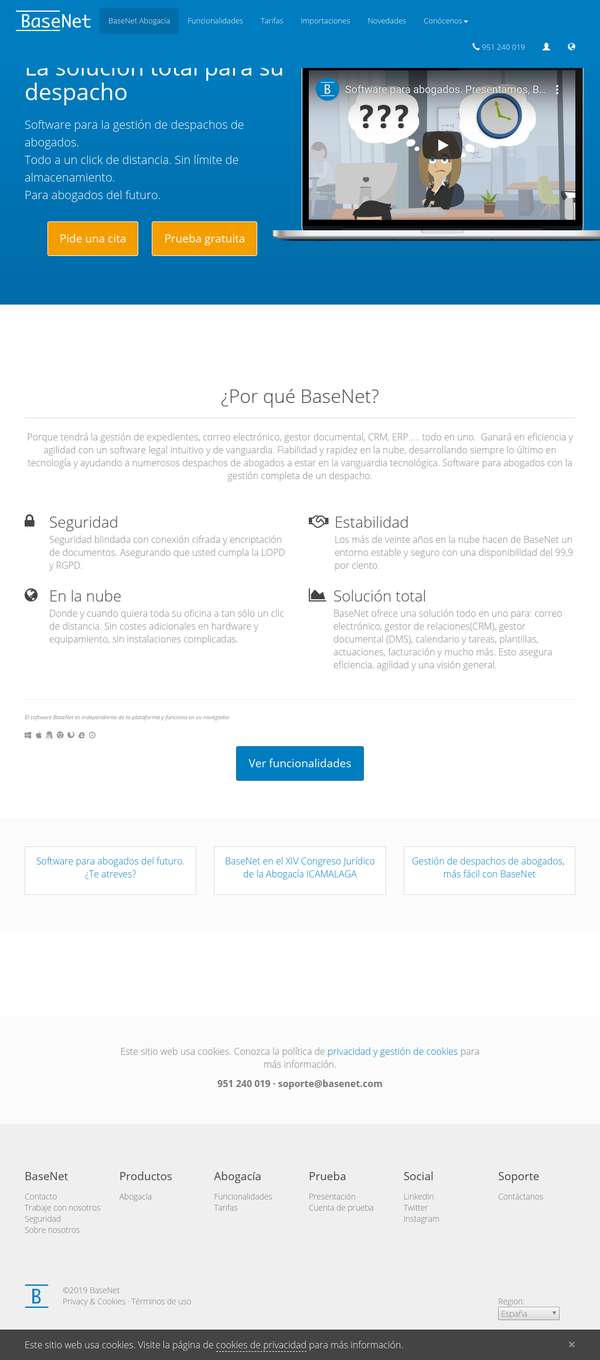 BaseNet
BaseNet Abogacía
Funcionalidades
Tarifas
Importaciones
Novedades
Conócenos
951 240 019
La solución total para su
despacho
Software para la gestión de despachos de
abogados.
Todo a un click de distancia. Sin límite de
almacenamiento.
Para abogados del futuro.
Pide una cita
Prueba gratuita
B
Software para abogados. Presentamos, B...
???
¿Por qué BaseNet?
Porque tendrá la gestión de expedientes, correo electrónico, gestor documental, CRM, ERP.... todo en uno. Ganará en eficiencia y
agilidad con un software legal intuitivo y de vanguardia. Fiabilidad y rapidez en la nube, desarrollando siempre lo último en
tecnología y ayudando a numerosos despachos de abogados a estar en la vanguardia tecnológica. Software para abogados con la
gestión completa de un despacho.
Seguridad
Seguridad blindada con conexión cifrada y encriptación
de documentos. Asegurando que usted cumpla la LOPD
y RGPD.
Estabilidad
Los más de veinte años en la nube hacen de BaseNet un
entorno estable y seguro con una disponibilidad del 99,9
por ciento.
En la nube
Donde y cuando quiera toda su oficina a tan sólo un clic
de distancia. Sin costes adicionales en hardware y
equipamiento, sin instalaciones complicadas.
Solución total
BaseNet ofrece una solución todo en uno para: correo
electrónico, gestor de relaciones(CRM), gestor
documental (DMS), calendario y tareas, plantillas,
actuaciones, facturación y mucho más. Esto asegura
eficiencia, agilidad y una visión general.
El software BaseNet es independiente de la plataforma y funciona en su navegador
Ver funcionalidades
Software para abogados del futuro.
¿Te atreves?
BaseNet en el XIV Congreso Jurídico
de la Abogacía ICAMALAGA
Gestión de despachos de abogados,
más fácil con BaseNet
Este sitio web usa cookies. Conozca la política de privacidad y gestión de cookies para
más información.
951 240 019 · soporte@basenet.com
BaseNet
Contacto
Trabaje con nosotros
Seguridad
Sobre nosotros
Productos
Abogacía
Abogacía
Funcionalidades
Tarifas
Prueba
Presentación
Cuenta de prueba
Social
LinkedIn
Twitter
Instagram
Soporte
Contáctanos
B
©2019 BaseNet
Privacy & Cookies · Términos de uso
Region:
España
Este sitio web usa cookies. Visite la página de cookies de privacidad para más información.
×